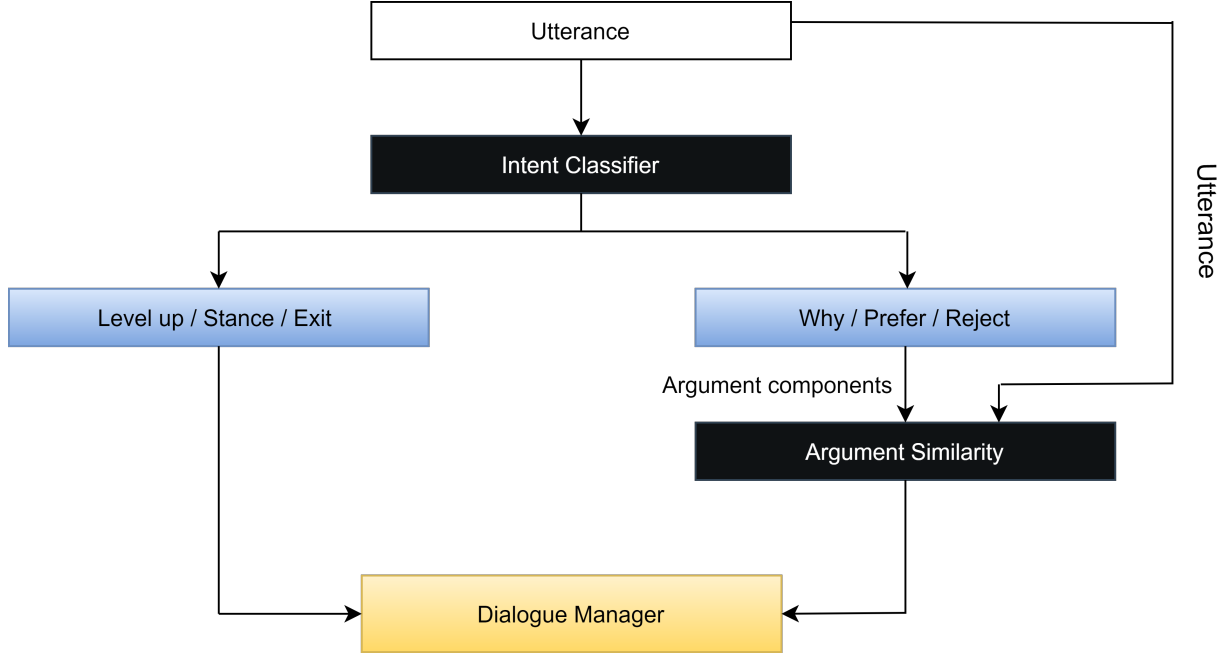 Utterance
Intent Classifier
Utterance
Level up / Stance / Exit
Why / Prefer / Reject
Argument components
Argument Similarity
Dialogue Manager